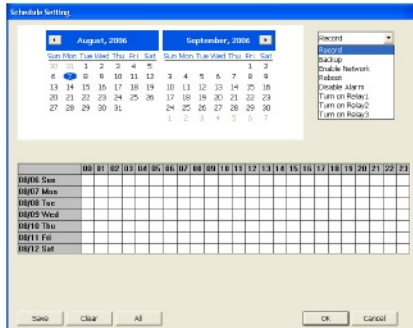 Schedule Setting
August, 2006 September, 2006
Sun Mon Tue Wed Thu Fri Sat Sun Mon Tue Wed Thu Fri Sat
30 31 1 2 3 4 5 1 2
6 7 8 9 10 11 12 3 4 5 6 7 8 9
13 14 15 16 17 18 19 10 11 12 13 14 15 16
20 21 22 23 24 25 26 17 18 19 20 21 22 23
27 28 29 30 31 24 25 26 27 28 29 30
1 2 3 4 5 6 7
Record
Record
Backup
Enable Network
Reboot
Disable Alarm
Turn on Relay1
Turn on Relay2
Turn on Relay3
00 01 02 03 04 05 06 07 08 09 10 11 12 13 14 15 16 17 18 19 20 21 22 23
08/06 Sun
08/07 Mon
08/08 Tue
08/09 Wed
08/10 Thu
08/11 Fri
08/12 Sat
Save Clear All OK Cancel